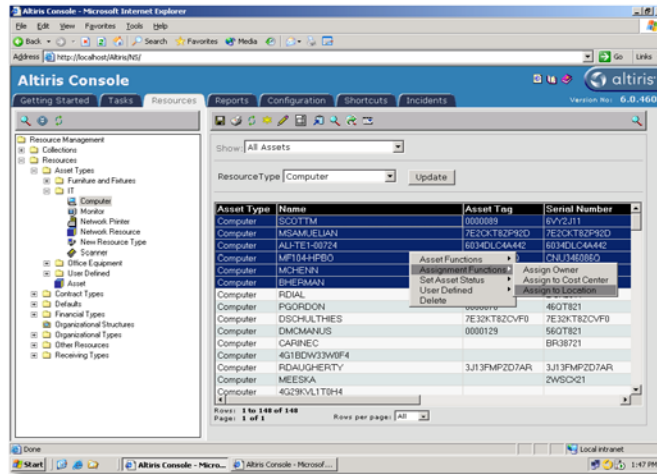 Altiris Console - Microsoft Internet Explorer
File Edit View Favorites Tools Help
Back Search Favorites Media
Address http://localhost/Altiris/NS/ Go Links
Altiris Console
altiris
Getting Started Tasks Resources Reports Configuration Shortcuts Incidents
Version No: 6.0.460
Resource Management
Collections
Resources
Asset Types
Furniture and Fixtures
IT
Computer
Monitor
Network Printer
Network Resource
New Resource Type
Scanner
Office Equipment
User Defined
Asset
Contract Types
Defaults
Financial Types
Organizational Structures
Organizational Types
Other Resources
Receiving Types
Show: All Assets
ResourceType Computer Update
Asset Type Name Asset Tag Serial Number
Computer SCOTTM 0000089 6VY2J11
Computer MSAMUELIAN 7E2CKT8ZP92D 7E2CKT8ZP92D
Computer ALI-TE1-00724 6034DLC4A442 6034DLC4A442
Computer MF104-HPBO CNU346086Q
Computer MCHENN
Computer BHERMAN
Computer RDIAL
Computer PGORDON 46QT821
Computer DSCHULTHIES 7E32KT8ZCVF0 7E32KT8ZCVF0
Computer DMCMANUS 0000129 56QT821
Computer CARINEC BR38721
Computer 4G1BDW33W0F4
Computer RDAUGHERTY 3J13FMPZD7AR 3J13FMPZD7AR
Computer MEESKA 2WSCX21
Computer 4G29KVL1T0H4
Asset Functions
Assignment Functions
Set Asset Status
User Defined
Delete
Assign Owner
Assign to Cost Center
Assign to Location
Rows: 1 to 148 of 148
Page: 1 of 1 Rows per page: All
Done Local intranet
Start Altiris Console - Micro... Altiris Console - Microsof... 1:47 PM